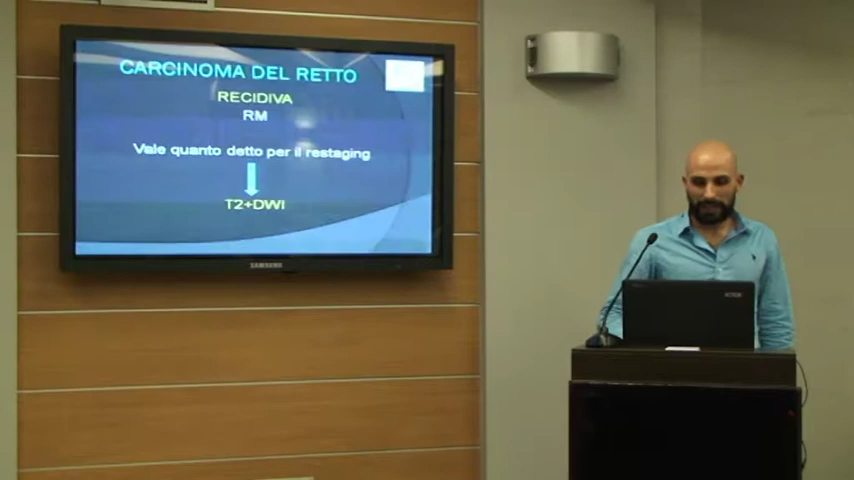 CARCINOMA DEL RETTO
RECIDIVA
RM
Vale quanto detto per il restaging
T2+DWI
SAMSUNG